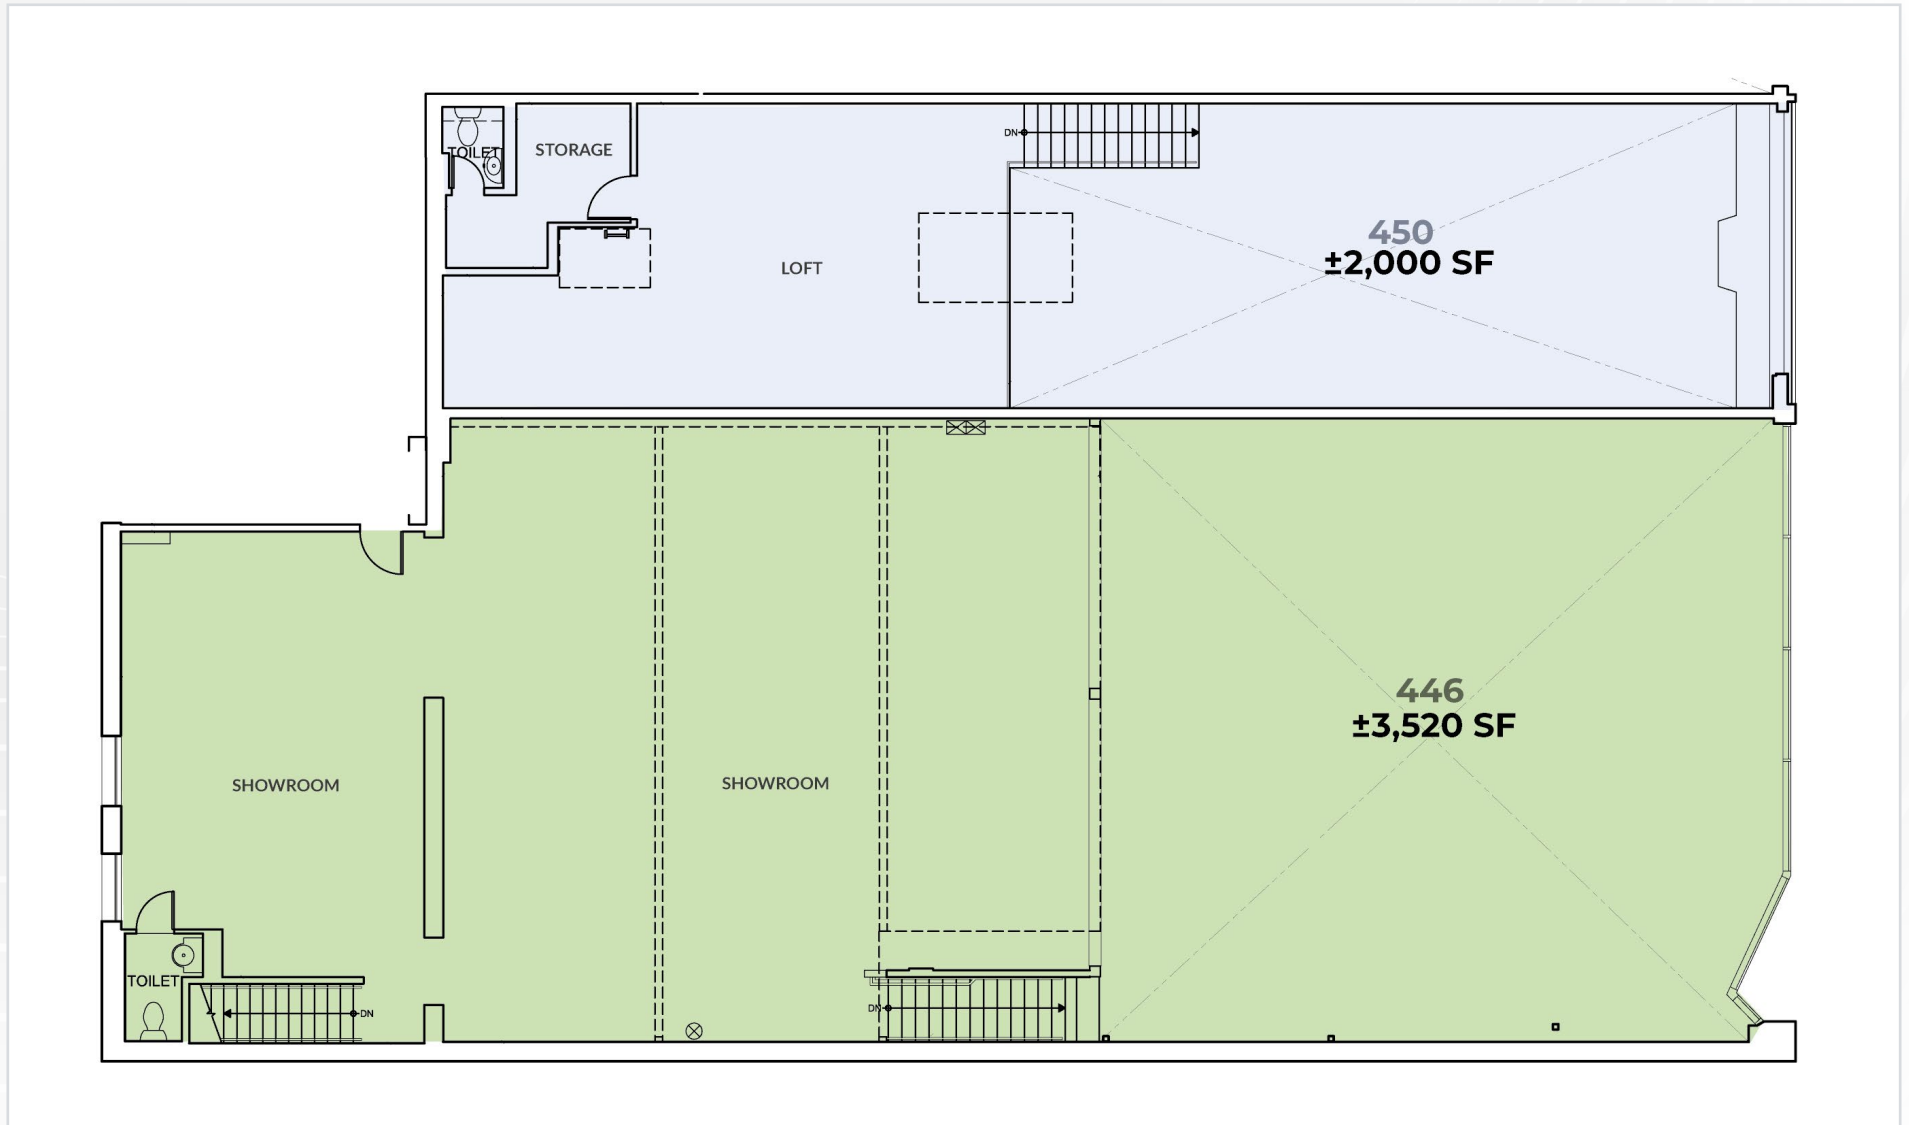 TOILET
STORAGE
DN
LOFT
450
±2,000 SF
446
±3,520 SF
SHOWROOM
SHOWROOM
TOILET
DN
DN